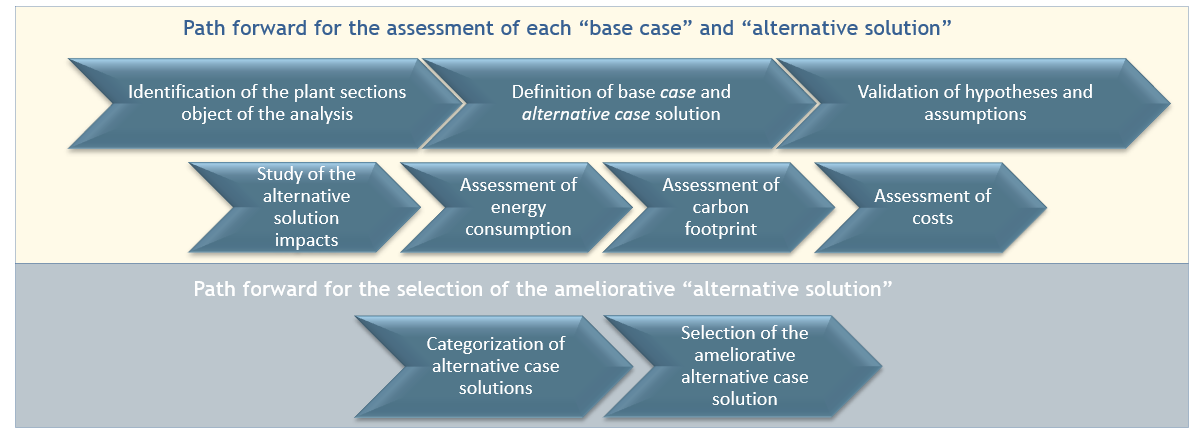 Path forward for the assessment of each “base case” and “alternative solution”
Identification of the plant sections
object of the analysis
Definition of base case and
alternative case solution
Validation of hypotheses and
assumptions
Study of the
alternative
solution
impacts
Assessment of
energy
consumption
Assessment of
carbon
footprint
Assessment of
costs
Path forward for the selection of the ameliorative “alternative solution”
Categorization of
alternative case
solutions
Selection of the
ameliorative
alternative case
solution